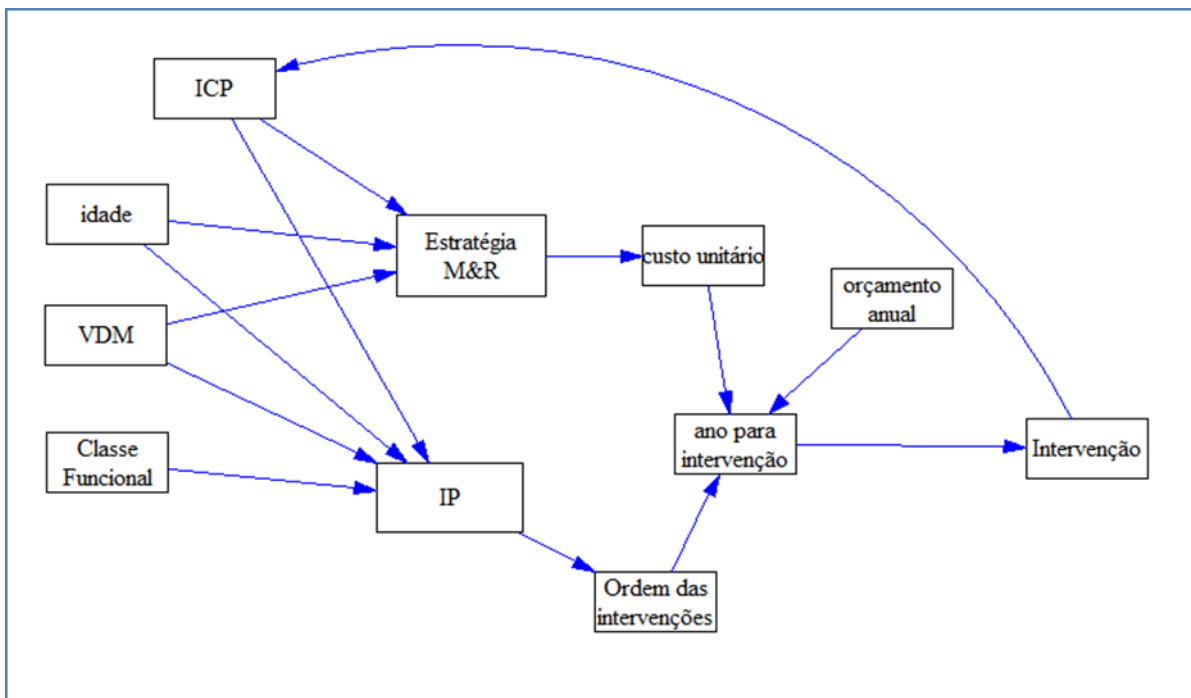 ICP
idade
Estratégia
M&R
custo unitário
orçamento
anual
VDM
Classe
Funcional
IP
ano para
intervenção
Intervenção
Ordem das
intervenções